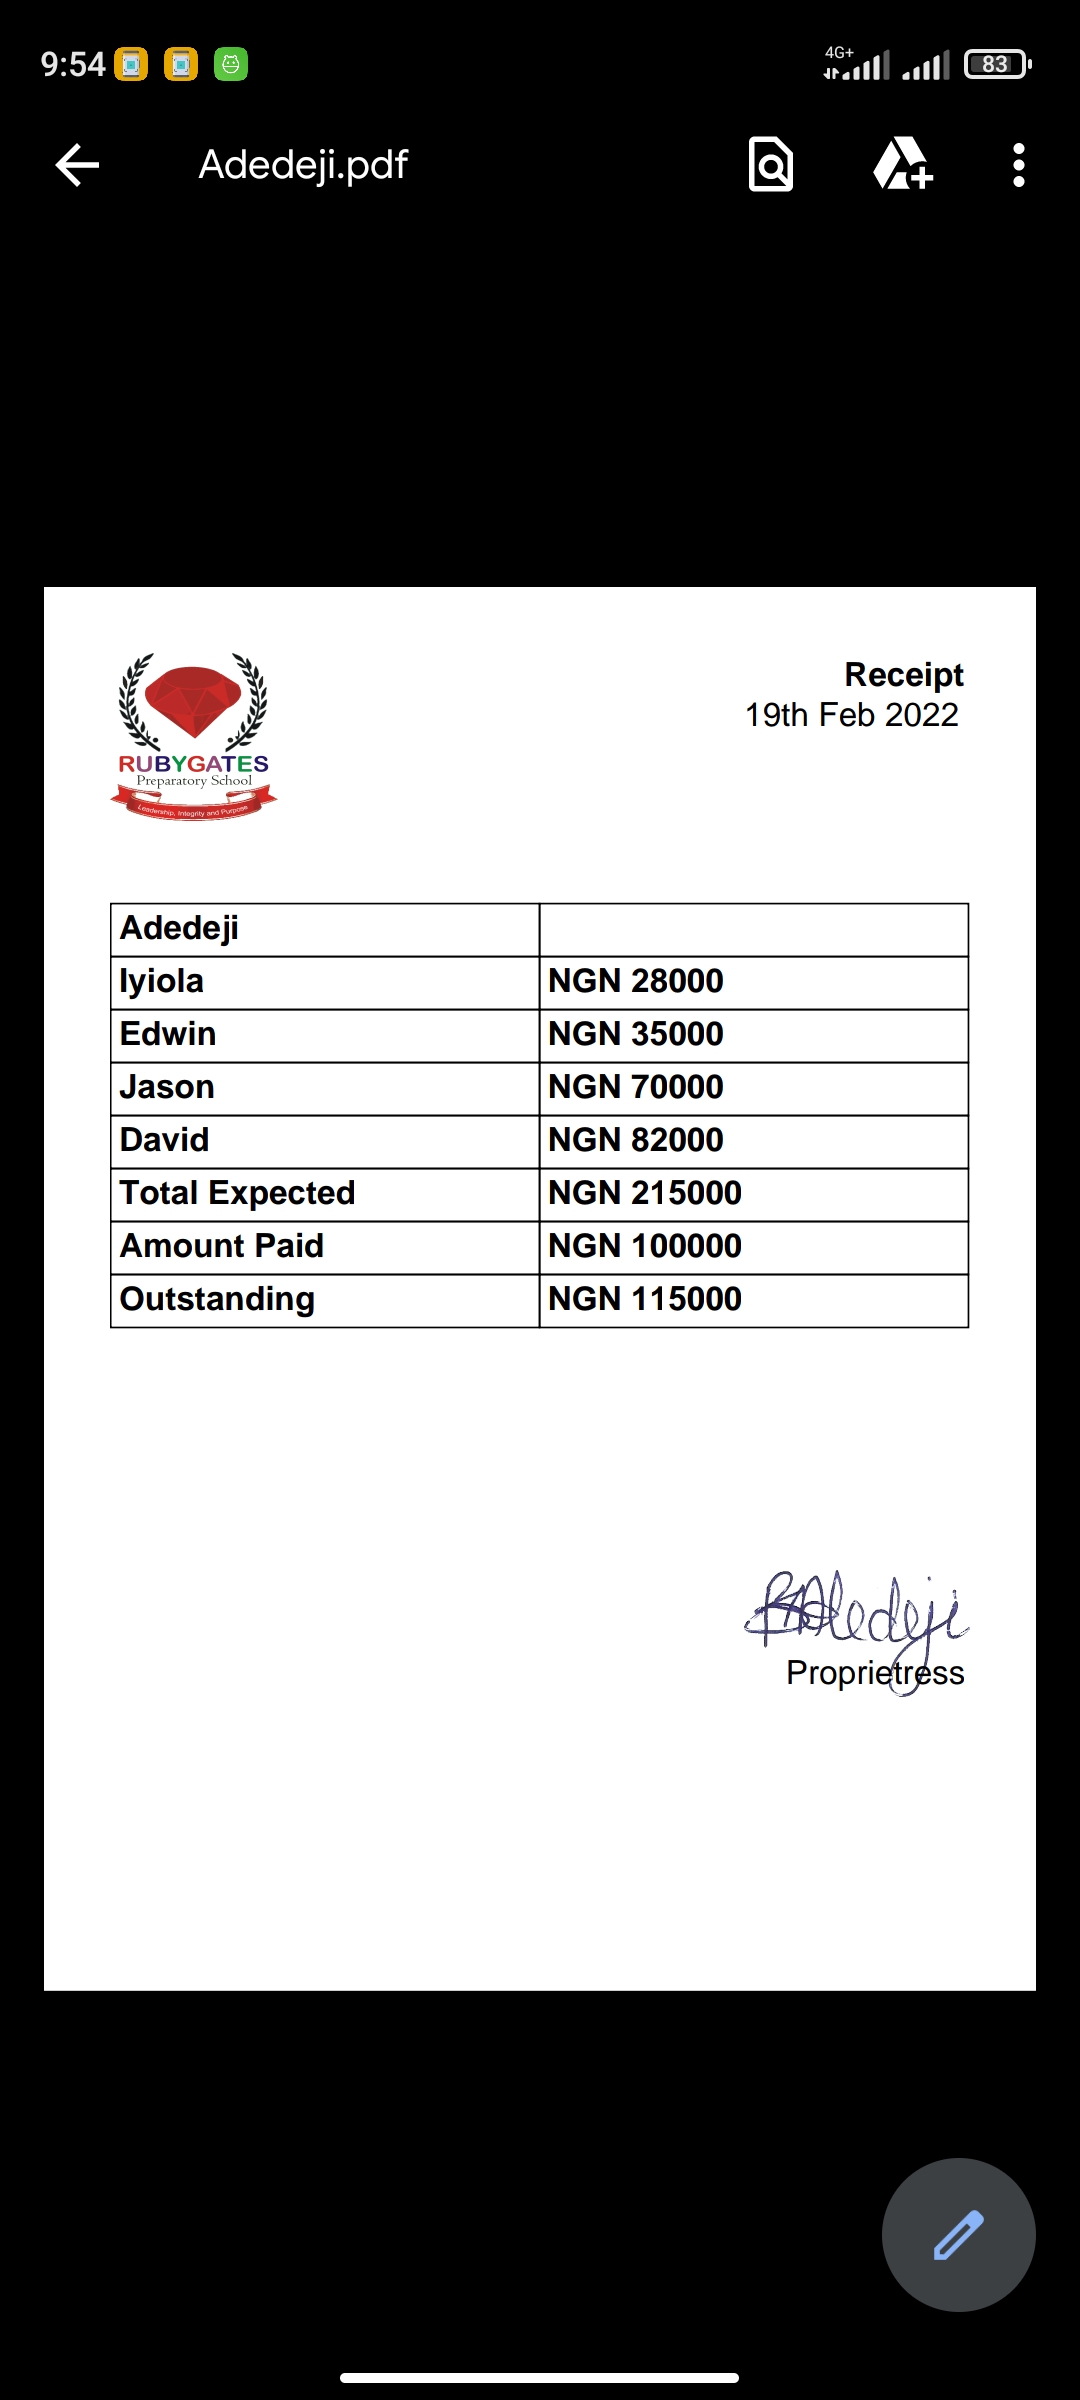 9:54
4G+
83
Adedeji.pdf
Receipt
19th Feb 2022
RUBYGATES
Preparatory School
Leadership, Integrity and Purpose
Adedeji
Iyiola NGN 28000
Edwin NGN 35000
Jason NGN 70000
David NGN 82000
Total Expected NGN 215000
Amount Paid NGN 100000
Outstanding NGN 115000
BAdedeji
Proprietress